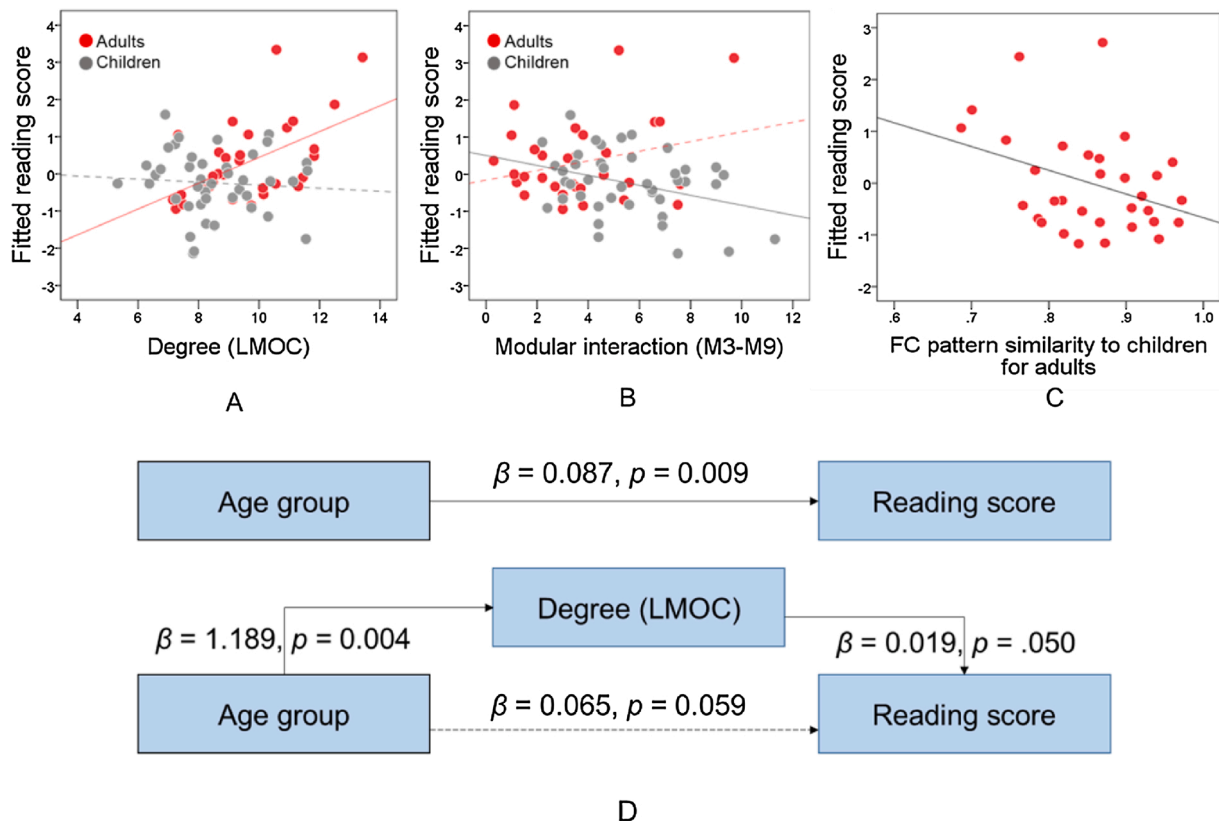 Fitted reading score
4
3
2
1
0
-1
-2
-3
Adults
Children
4
6
8
10
12
14
Degree (LMOC)
A
Fitted reading score
4
3
2
1
0
-1
-2
-3
Adults
Children
0
2
4
6
8
10
12
Modular interaction (M3-M9)
B
Fitted reading score
3
2
1
0
-1
-2
.6
.7
.8
.9
1.0
FC pattern similarity to children
for adults
C
Age group
β = 0.087, p = 0.009
Reading score
Degree (LMOC)
β = 1.189, p = 0.004
β = 0.019, p = .050
Age group
β = 0.065, p = 0.059
Reading score
D